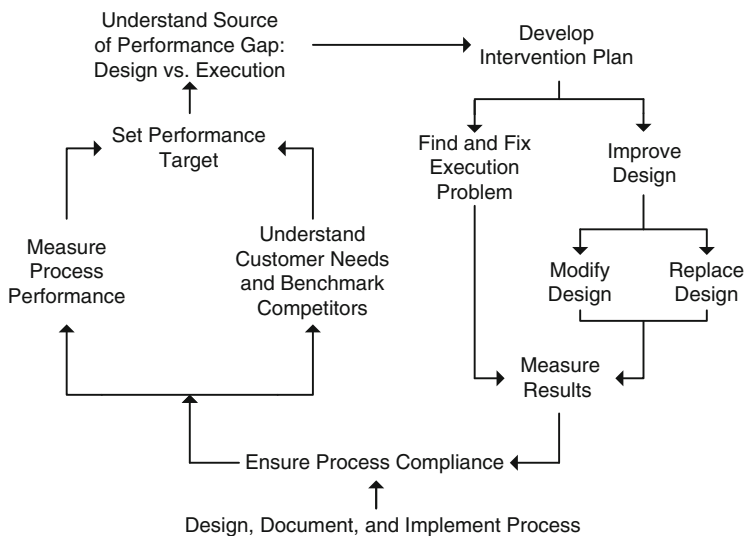 Understand Source
of Performance Gap:
Design vs. Execution
Develop
Intervention Plan
Set Performance
Target
Find and Fix
Execution
Problem
Improve
Design
Measure
Process
Performance
Understand
Customer Needs
and Benchmark
Competitors
Modify
Design
Replace
Design
Measure
Results
Ensure Process Compliance
Design, Document, and Implement Process